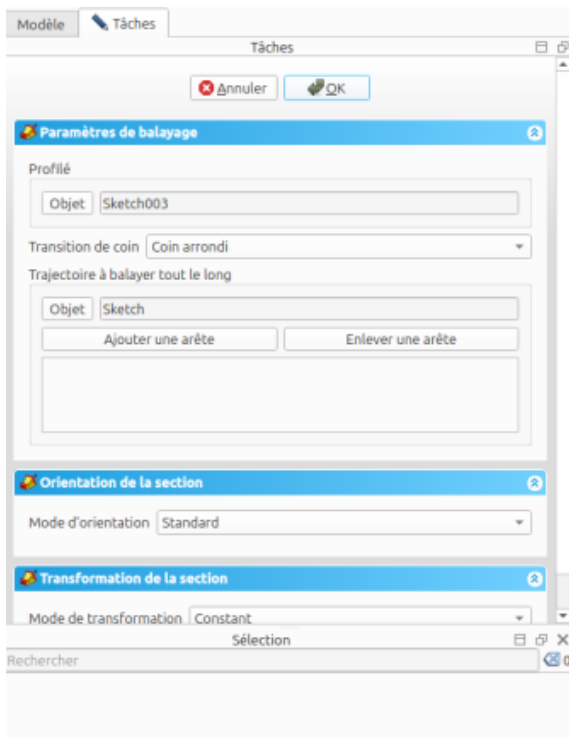 Modèle Tâches
Tâches
Annuler OK
Paramètres de balayage
Profilé
Objet Sketch003
Transition de coin Coin arrondi
Trajectoire à balayer tout le long
Objet Sketch
Ajouter une arête Enlever une arête
Orientation de la section
Mode d'orientation Standard
Transformation de la section
Mode de transformation Constant
Sélection
Rechercher 0